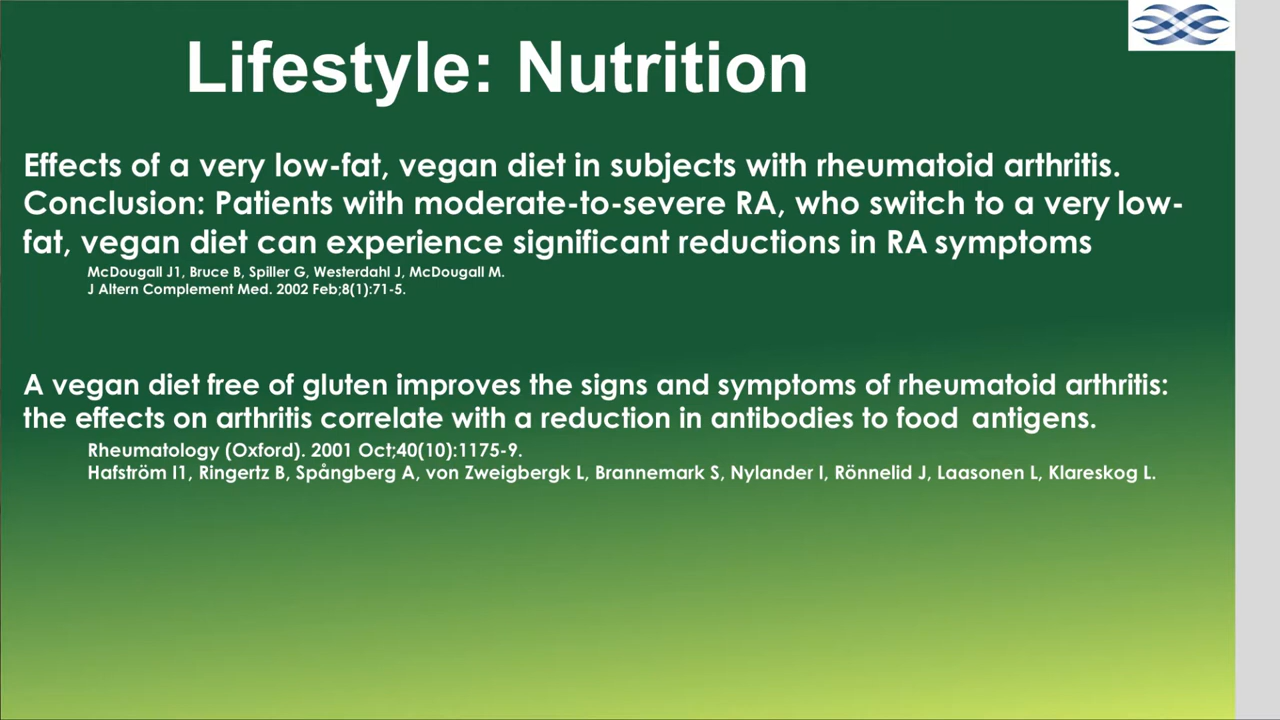 Lifestyle: Nutrition
Effects of a very low-fat, vegan diet in subjects with rheumatoid arthritis.
Conclusion: Patients with moderate-to-severe RA, who switch to a very low-
fat, vegan diet can experience significant reductions in RA symptoms
McDougall J1, Bruce B, Spiller G, Westerdahl J, McDougall M.
J Altern Complement Med. 2002 Feb;8(1):71-5.
A vegan diet free of gluten improves the signs and symptoms of rheumatoid arthritis:
the effects on arthritis correlate with a reduction in antibodies to food antigens.
Rheumatology (Oxford). 2001 Oct;40(10):1175-9.
Hafström I1, Ringertz B, Spångberg A, von Zweigbergk L, Brannemark S, Nylander I, Rönnelid J, Laasonen L, Klareskog L.